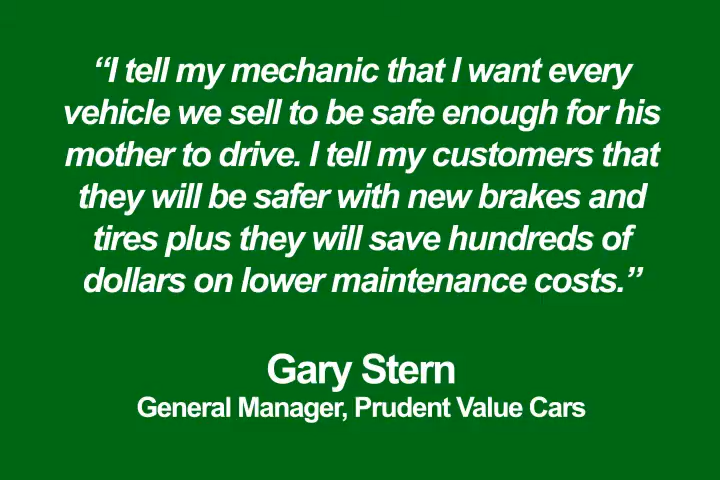 “I tell my mechanic that I want every
vehicle we sell to be safe enough for his
mother to drive. I tell my customers that
they will be safer with new brakes and
tires plus they will save hundreds of
dollars on lower maintenance costs.”
Gary Stern
General Manager, Prudent Value Cars